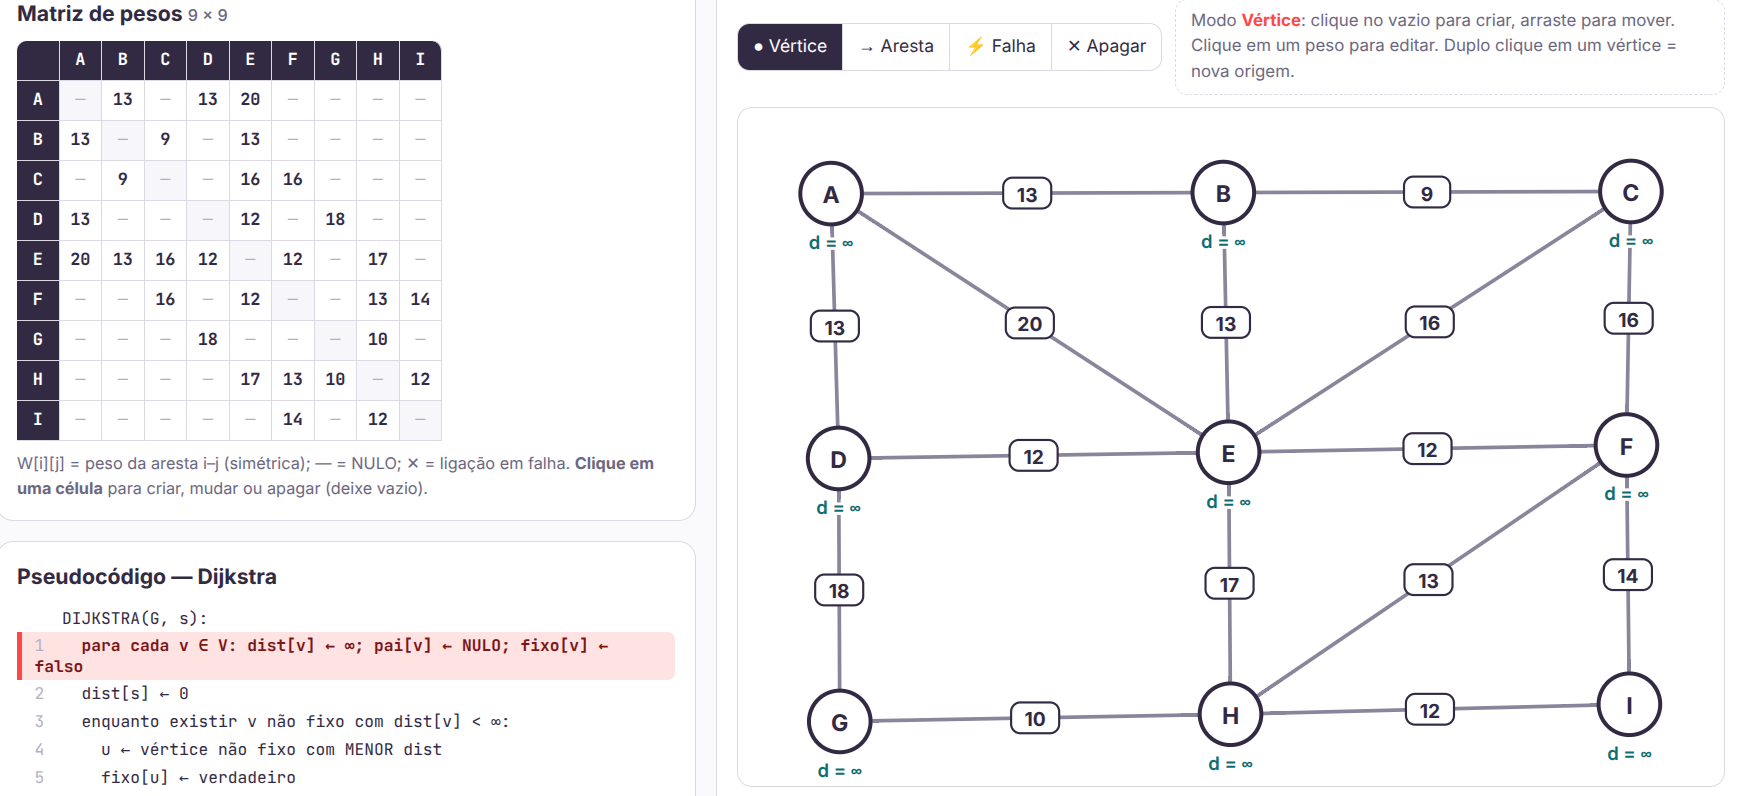 Matriz de pesos 9 × 9
A B C D E F G H I
A — 13 — 13 20 — — — —
B 13 — 9 — 13 — — — —
C — 9 — — 16 16 — — —
D 13 — — — 12 — 18 — —
E 20 13 16 12 — 12 — 17 —
F — — 16 — 12 — — 13 14
G — — — 18 — — — 10 —
H — — — — 17 13 10 — 12
I — — — — — 14 — 12 —
W[i][j] = peso da aresta i–j (simétrica); — = NULO; ✕ = ligação em falha. Clique em
uma célula para criar, mudar ou apagar (deixe vazio).
Pseudocódigo — Dijkstra
DIJKSTRA(G, s):
1 para cada v ∈ V: dist[v] ← ∞; pai[v] ← NULO; fixo[v] ←
falso
2 dist[s] ← 0
3 enquanto existir v não fixo com dist[v] < ∞:
4 u ← vértice não fixo com MENOR dist
5 fixo[u] ← verdadeiro
● Vértice → Aresta ⚡ Falha ✕ Apagar
Modo Vértice: clique no vazio para criar, arraste para mover.
Clique em um peso para editar. Duplo clique em um vértice =
nova origem.
A 13 B 9 C
d = ∞ d = ∞ d = ∞
13 20 13 16 16
D 12 E 12 F
d = ∞ d = ∞ d = ∞
18 17 13 14
G 10 H 12 I
d = ∞ d = ∞ d = ∞